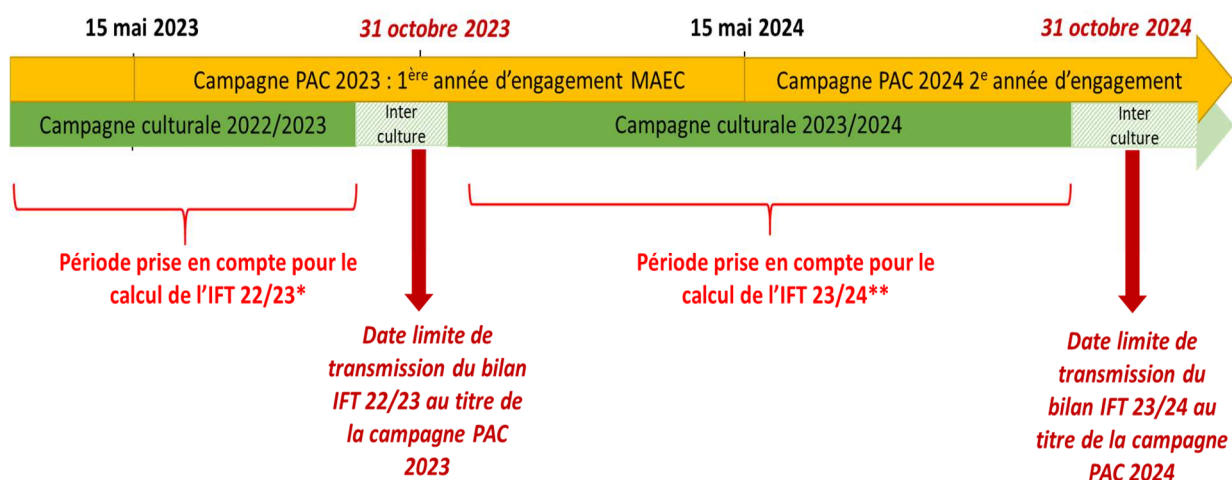 15 mai 2023
31 octobre 2023
15 mai 2024
31 octobre 2024
Campagne PAC 2023 : 1ère année d'engagement MAEC
Campagne PAC 2024 2e année d'engagement
Campagne culturale 2022/2023
Inter
culture
Campagne culturale 2023/2024
Inter
culture
Période prise en compte pour le
calcul de l'IFT 22/23*
Période prise en compte pour le
calcul de l'IFT 23/24**
Date limite de
transmission du bilan
IFT 22/23 au titre de
la campagne PAC
2023
Date limite de
transmission du
bilan IFT 23/24 au
titre de la campagne
PAC 2024